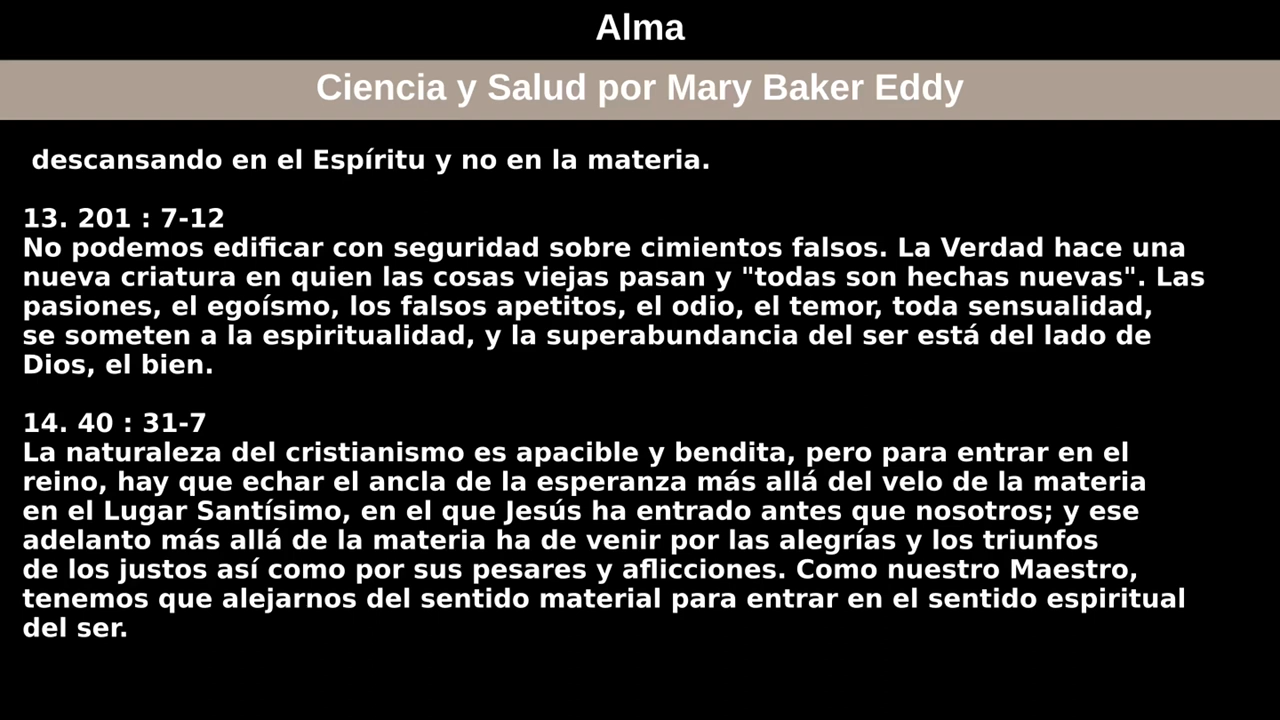 Alma
Ciencia y Salud por Mary Baker Eddy
descansando en el Espíritu y no en la materia.
13. 201 : 7-12
No podemos edificar con seguridad sobre cimientos falsos. La Verdad hace una
nueva criatura en quien las cosas viejas pasan y "todas son hechas nuevas". Las
pasiones, el egoísmo, los falsos apetitos, el odio, el temor, toda sensualidad,
se someten a la espiritualidad, y la superabundancia del ser está del lado de
Dios, el bien.
14. 40 : 31-7
La naturaleza del cristianismo es apacible y bendita, pero para entrar en el
reino, hay que echar el ancla de la esperanza más allá del velo de la materia
en el Lugar Santísimo, en el que Jesús ha entrado antes que nosotros; y ese
adelanto más allá de la materia ha de venir por las alegrías y los triunfos
de los justos así como por sus pesares y aflicciones. Como nuestro Maestro,
tenemos que alejarnos del sentido material para entrar en el sentido espiritual
del ser.